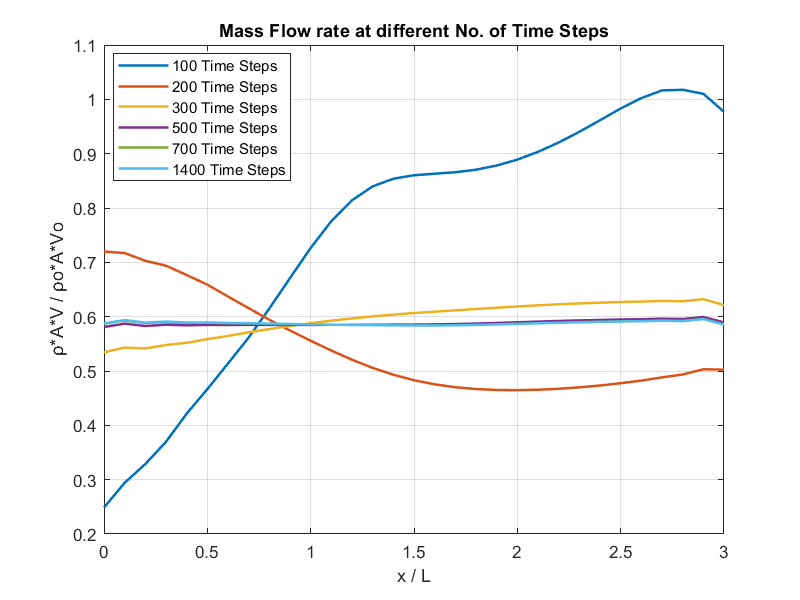 Mass Flow rate at different No. of Time Steps
100 Time Steps
200 Time Steps
300 Time Steps
500 Time Steps
700 Time Steps
1400 Time Steps
ρ*A*V / ρo*A*Vo
1.1
1
0.9
0.8
0.7
0.6
0.5
0.4
0.3
0.2
0 0.5 1 1.5 2 2.5 3
x / L